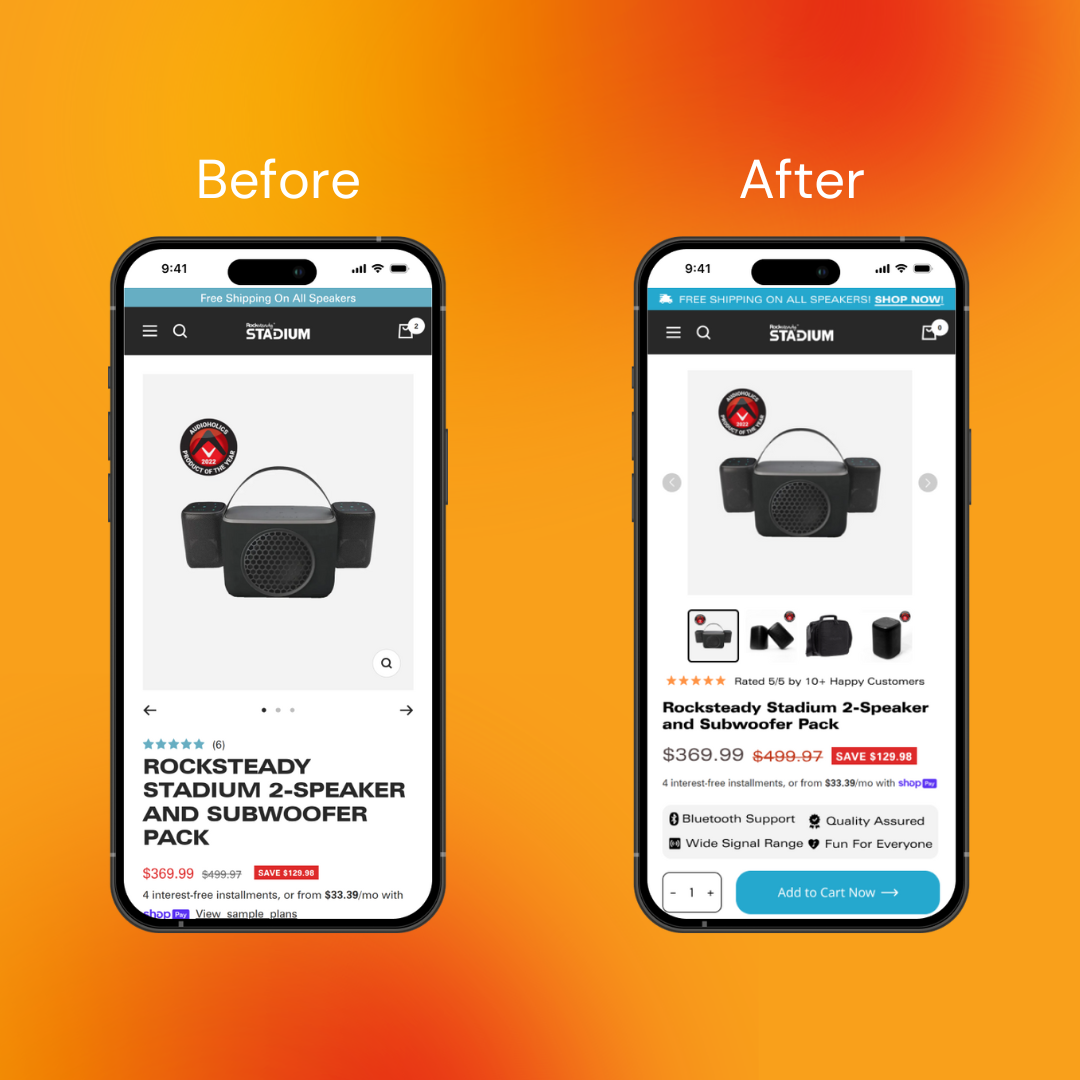 Before
After
9:41
Free Shipping On All Speakers
Rocksteady
STADIUM
2
AUDIOHOLICS
2022
PRODUCT OF THE YEAR
(6)
ROCKSTEADY
STADIUM 2-SPEAKER
AND SUBWOOFER
PACK
$369.99 $499.97 SAVE $129.98
4 interest-free installments, or from $33.39/mo with
shop Pay View sample plans
9:41
FREE SHIPPING ON ALL SPEAKERS! SHOP NOW!
Rocksteady
STADIUM
0
AUDIOHOLICS
2022
PRODUCT OF THE YEAR
Rated 5/5 by 10+ Happy Customers
Rocksteady Stadium 2-Speaker
and Subwoofer Pack
$369.99 $499.97 SAVE $129.98
4 interest-free installments, or from $33.39/mo with shop Pay
Bluetooth Support Quality Assured
Wide Signal Range Fun For Everyone
- 1 + Add to Cart Now →